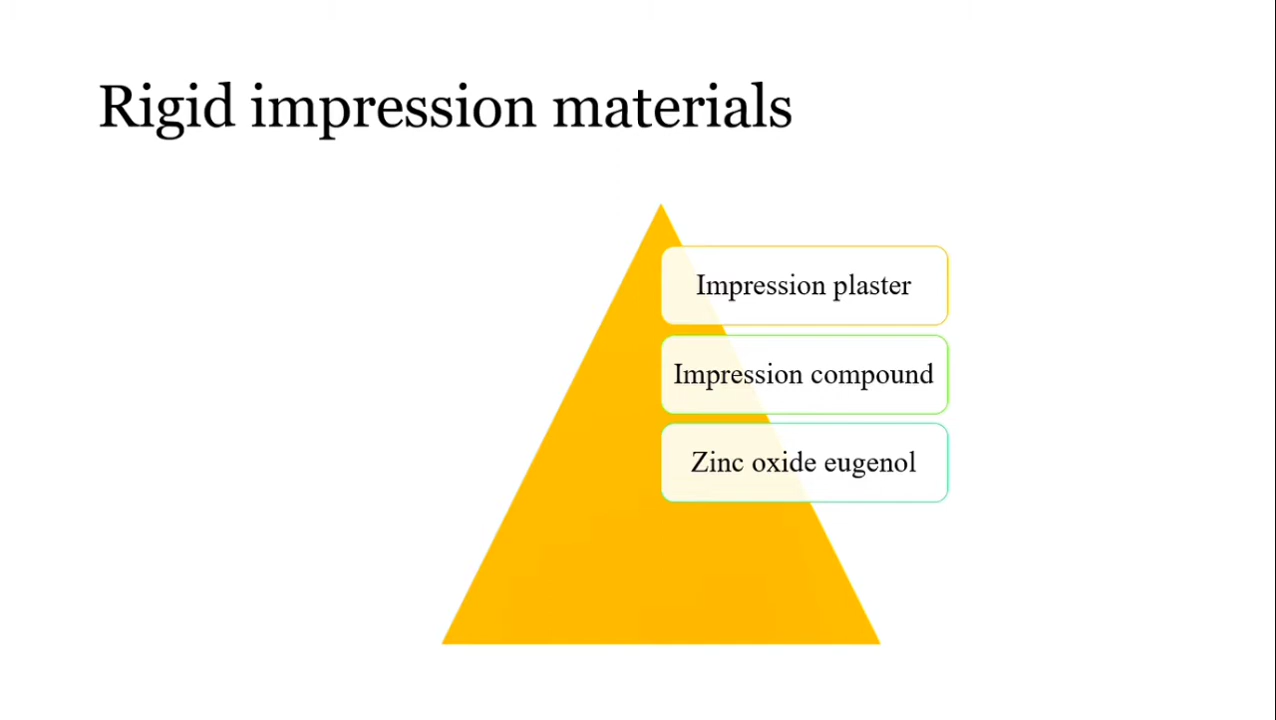 Rigid impression materials
Impression plaster
Impression compound
Zinc oxide eugenol